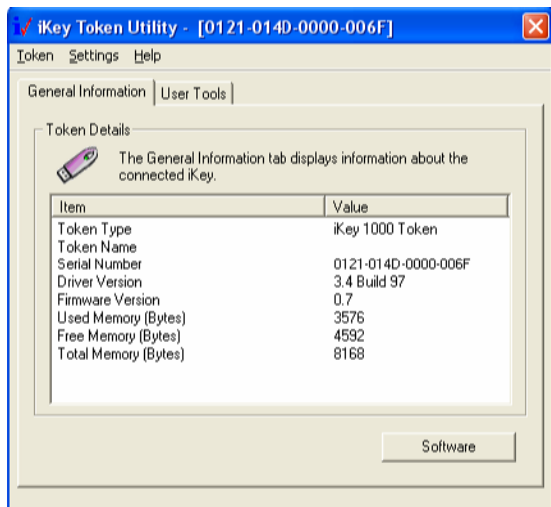 iKey Token Utility - [0121-014D-0000-006F]
Token Settings Help
General Information User Tools
Token Details
The General Information tab displays information about the
connected iKey.
Item Value
Token Type iKey 1000 Token
Token Name
Serial Number 0121-014D-0000-006F
Driver Version 3.4 Build 97
Firmware Version 0.7
Used Memory (Bytes) 3576
Free Memory (Bytes) 4592
Total Memory (Bytes) 8168
Software